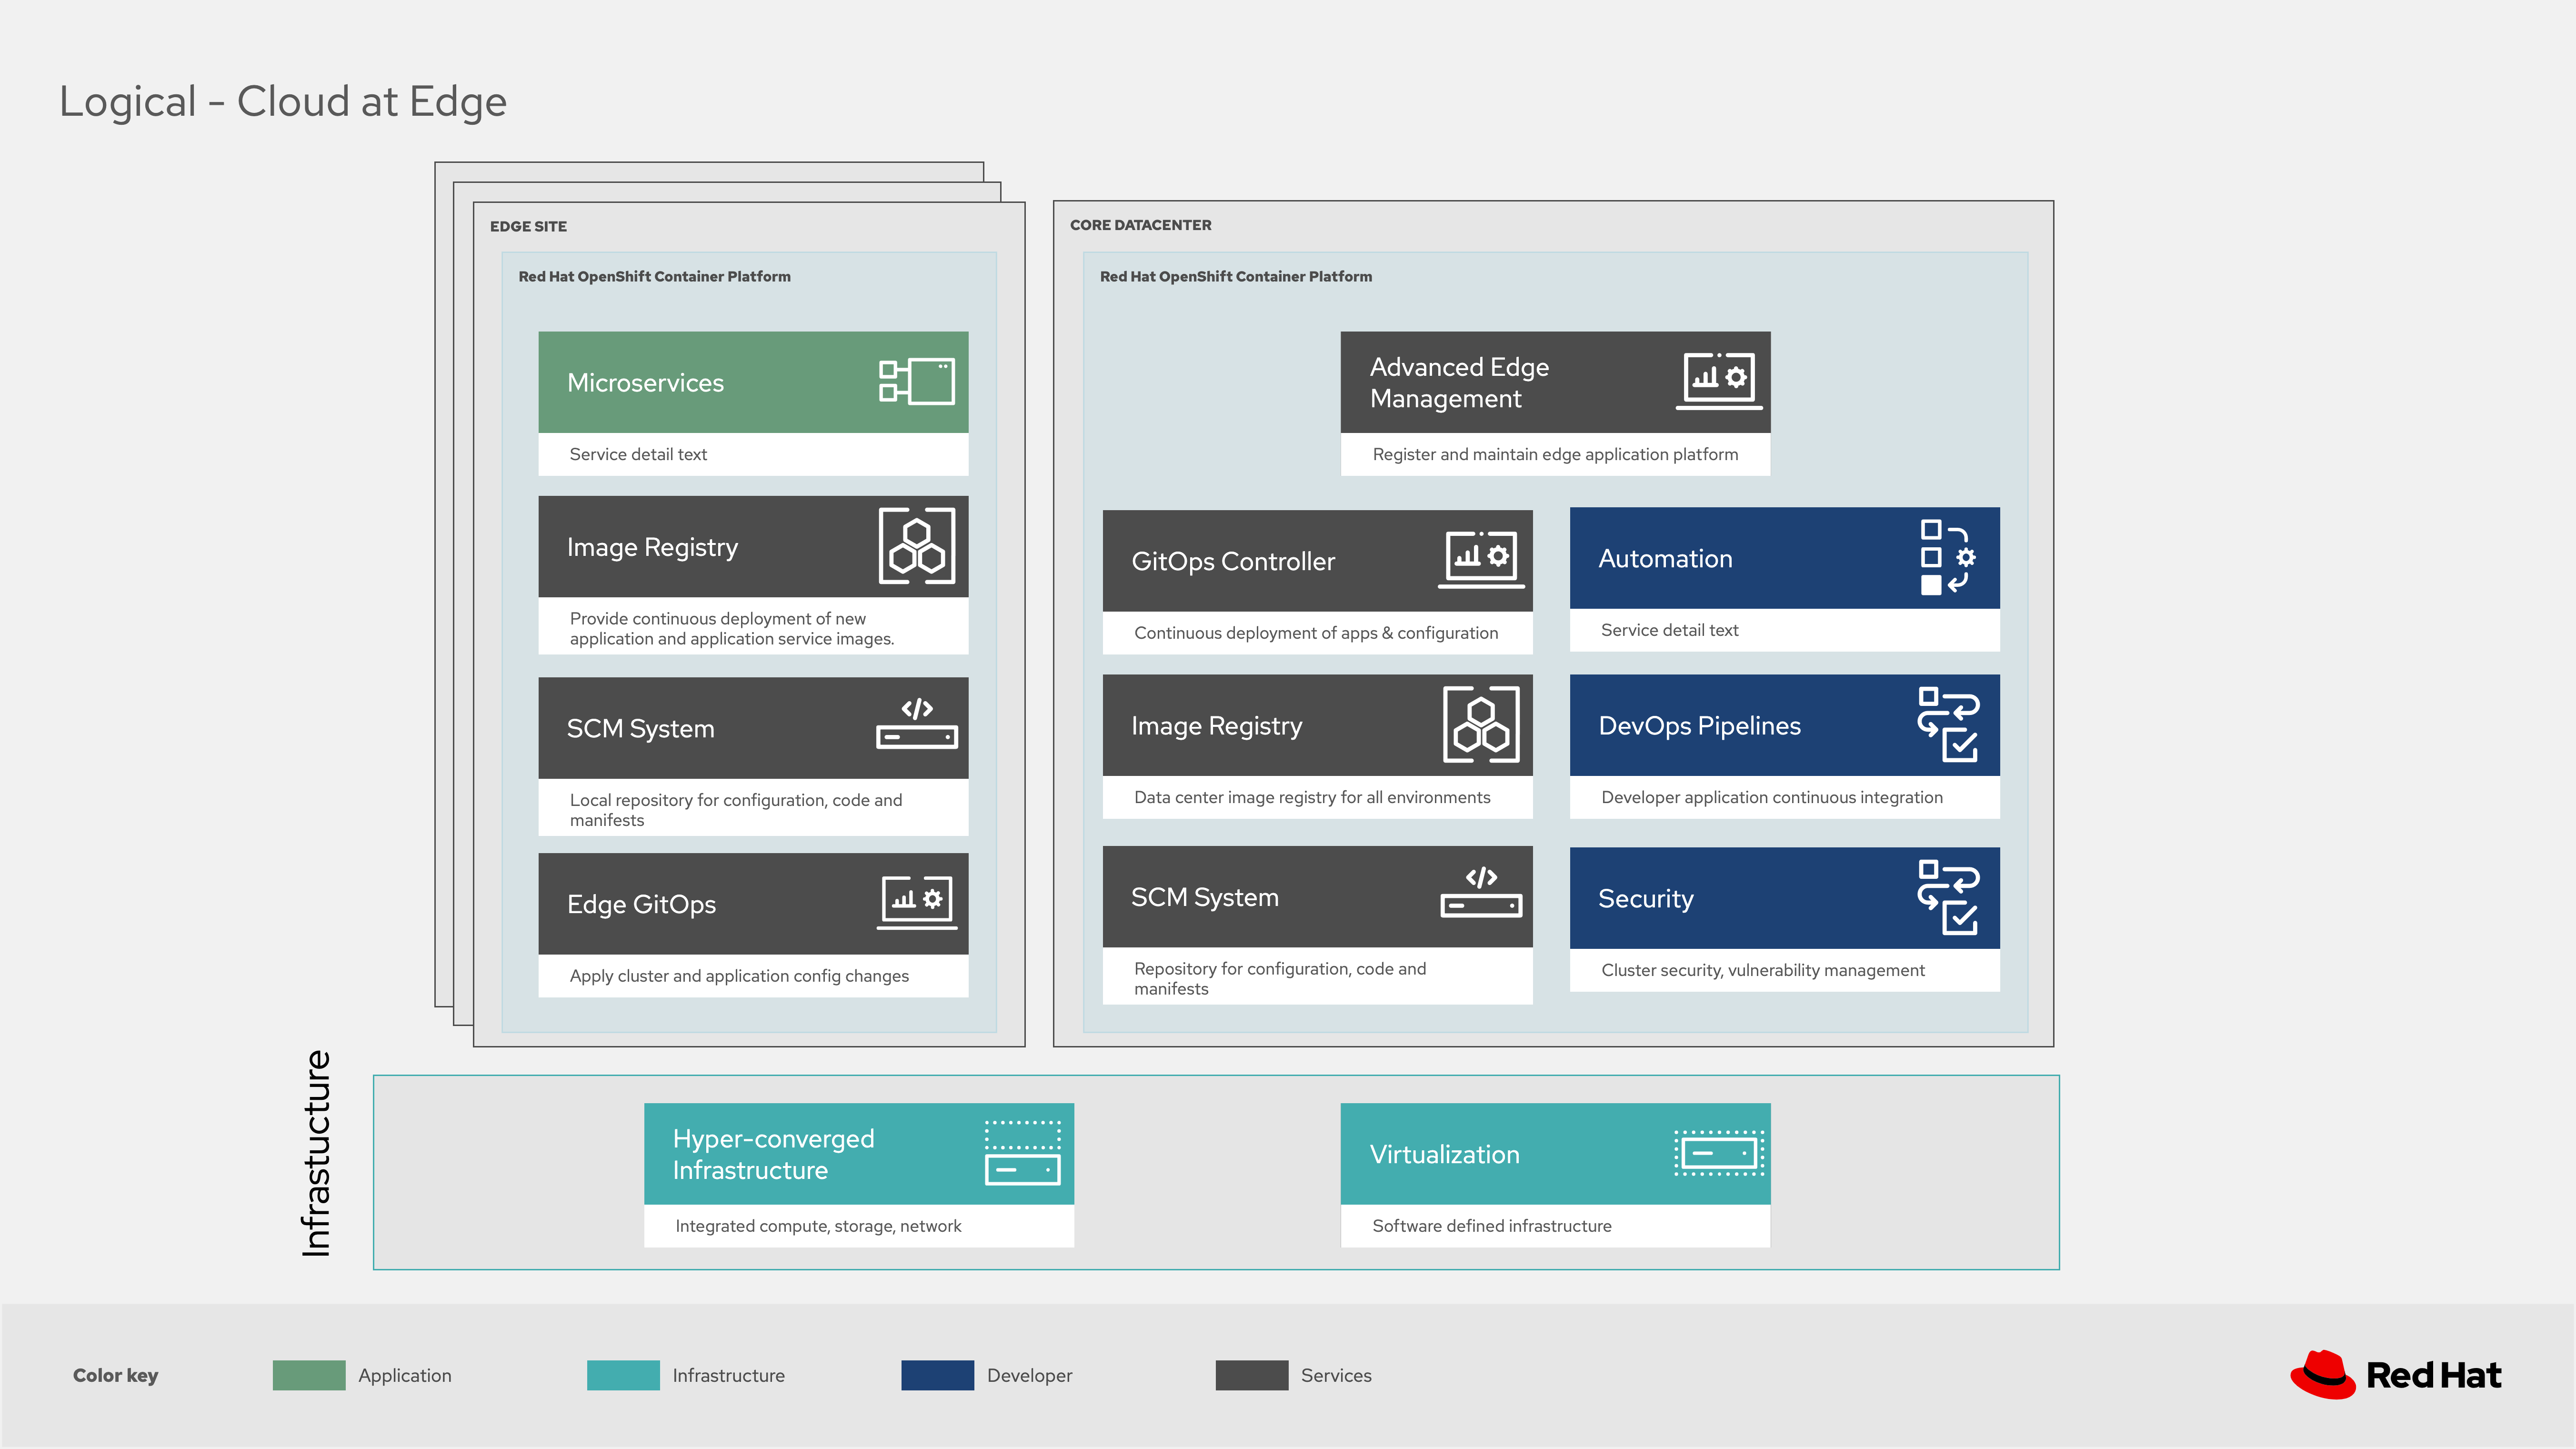 Logical - Cloud at Edge
EDGE SITE
Red Hat OpenShift Container Platform
Microservices
Service detail text
Image Registry
Provide continuous deployment of new
application and application service images.
SCM System
</>
Local repository for configuration, code and
manifests
Edge GitOps
Apply cluster and application config changes
CORE DATACENTER
Red Hat OpenShift Container Platform
Advanced Edge
Management
Register and maintain edge application platform
GitOps Controller
Continuous deployment of apps & configuration
Image Registry
Data center image registry for all environments
SCM System
</>
Repository for configuration, code and
manifests
Automation
Service detail text
DevOps Pipelines
Developer application continuous integration
Security
Cluster security, vulnerability management
Infrastucture
Hyper-converged
Infrastructure
Integrated compute, storage, network
Virtualization
Software defined infrastructure
Color key
Application
Infrastructure
Developer
Services
Red Hat